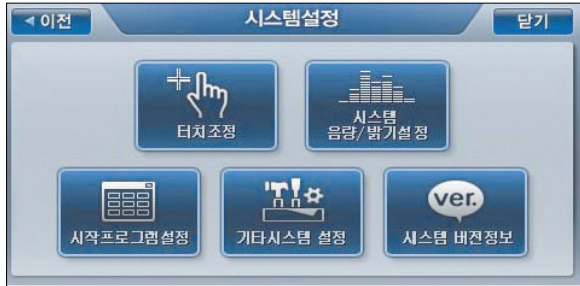 이전
시스템설정
닫기
터치조정
시스템
음량/밝기설정
시작프로그램설정
기타시스템 설정
ver.
시스템 버젼정보